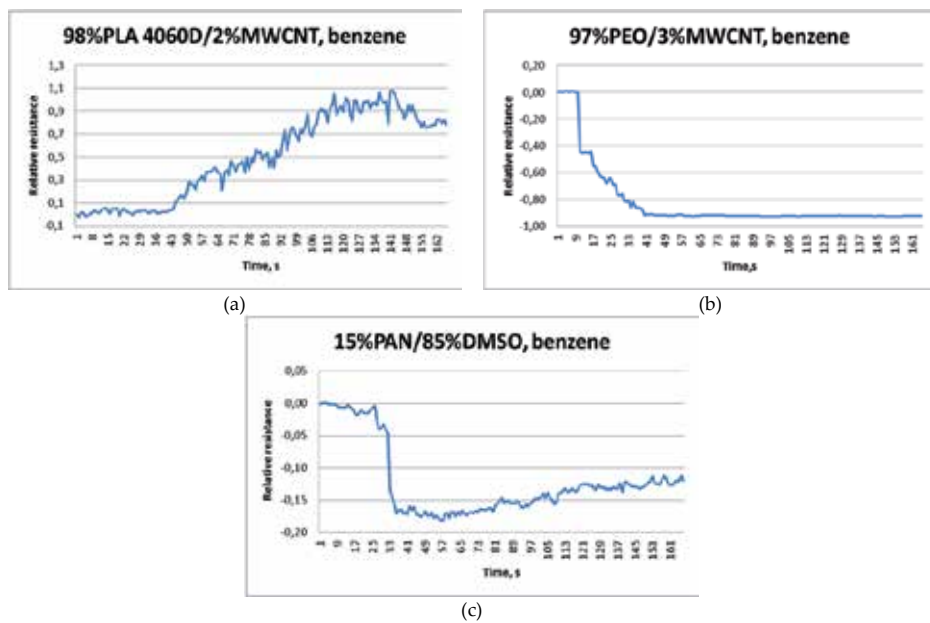 98%PLA 4060D/2%MWCNT, benzene
Relative resistance
1,3
1,1
0,9
0,7
0,5
0,3
0,1
-0,1
1 8 15 22 29 36 43 50 57 64 71 78 85 92 99 106 113 120 127 134 141 148 155 162
Time, s
(a)
97%PEO/3%MWCNT, benzene
Relative resistance
0,20
0,00
-0,20
-0,40
-0,60
-0,80
-1,00
1 9 17 25 33 41 49 57 65 73 81 89 97 105 113 121 129 137 145 153 161
Time,s
(b)
15%PAN/85%DMSO, benzene
Relative resistance
0,05
0,00
-0,05
-0,10
-0,15
-0,20
1 9 17 25 33 41 49 57 65 73 81 89 97 105 113 121 129 137 145 153 161
Time, s
(c)